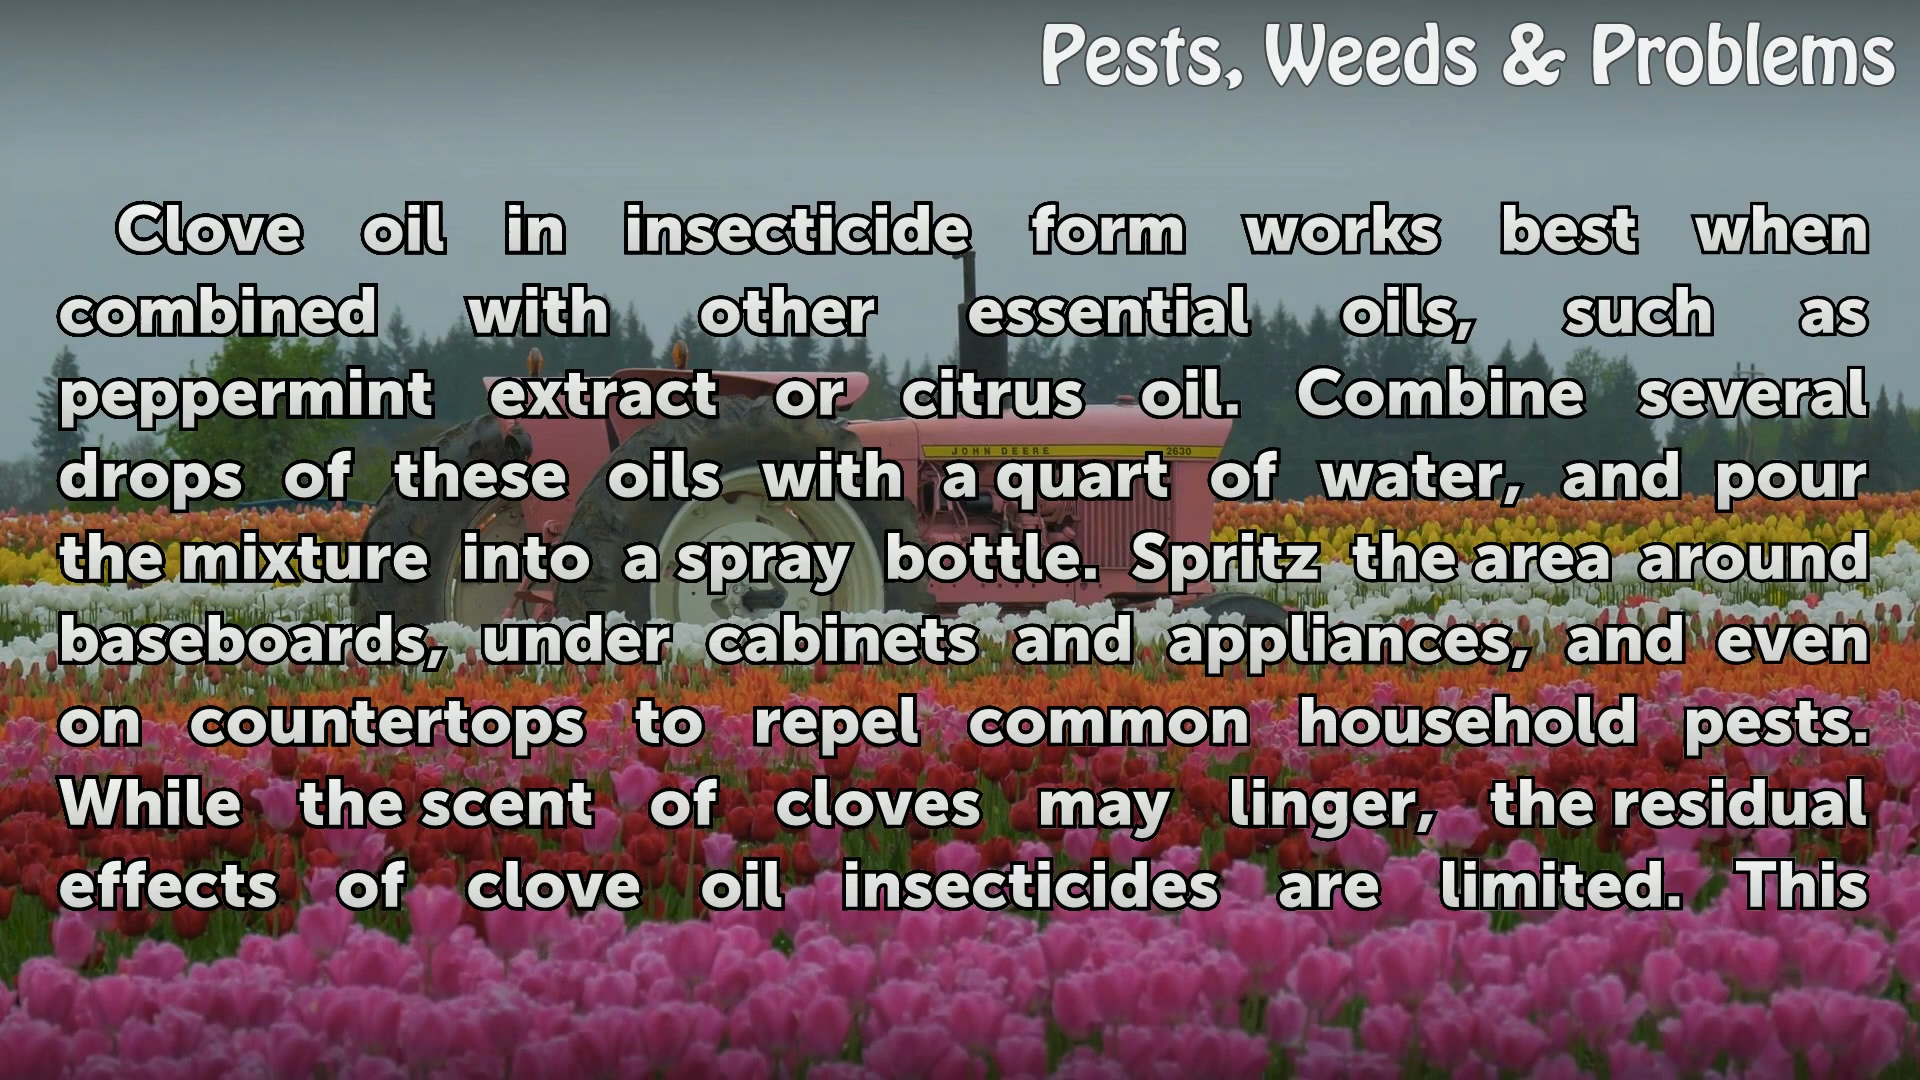 Pests, Weeds & Problems
Clove oil in insecticide form works best when
combined with other essential oils, such as
peppermint extract or citrus oil. Combine several
drops of these oils with a quart of water, and pour
the mixture into a spray bottle. Spritz the area around
baseboards, under cabinets and appliances, and even
on countertops to repel common household pests.
While the scent of cloves may linger, the residual
effects of clove oil insecticides are limited. This
JOHN DEERE 2630